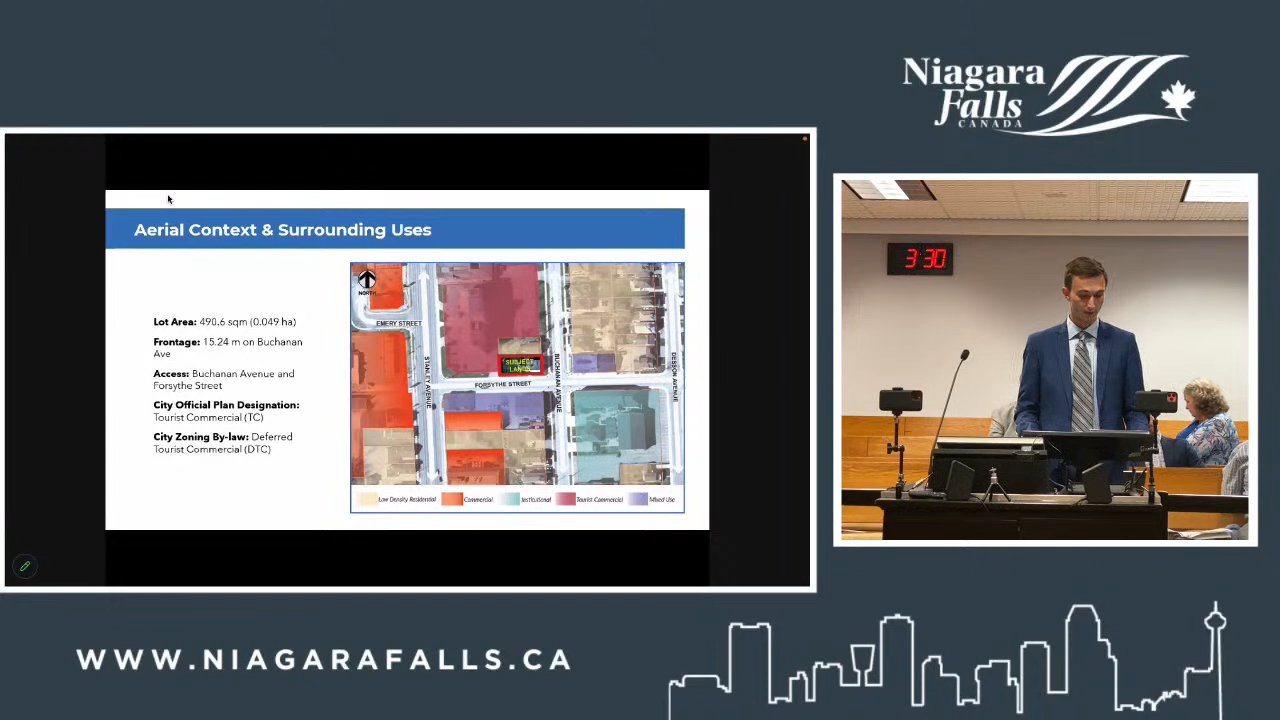 Niagara
Falls
CANADA
Aerial Context & Surrounding Uses
Lot Area: 490.6 sqm (0.049 ha)
Frontage: 15.24 m on Buchanan
Ave
Access: Buchanan Avenue and
Forsythe Street
City Official Plan Designation:
Tourist Commercial (TC)
City Zoning By-law: Deferred
Tourist Commercial (DTC)
NORTH
EMERY STREET
STANLEY AVENUE
SUBJECT
LANDS
FORSYTHE STREET
BUCHANAN AVENUE
Low Density Residential
Commercial
Institutional
Tourist Commercial
Mixed Use
3:30
WWW.NIAGARAFALLS.CA